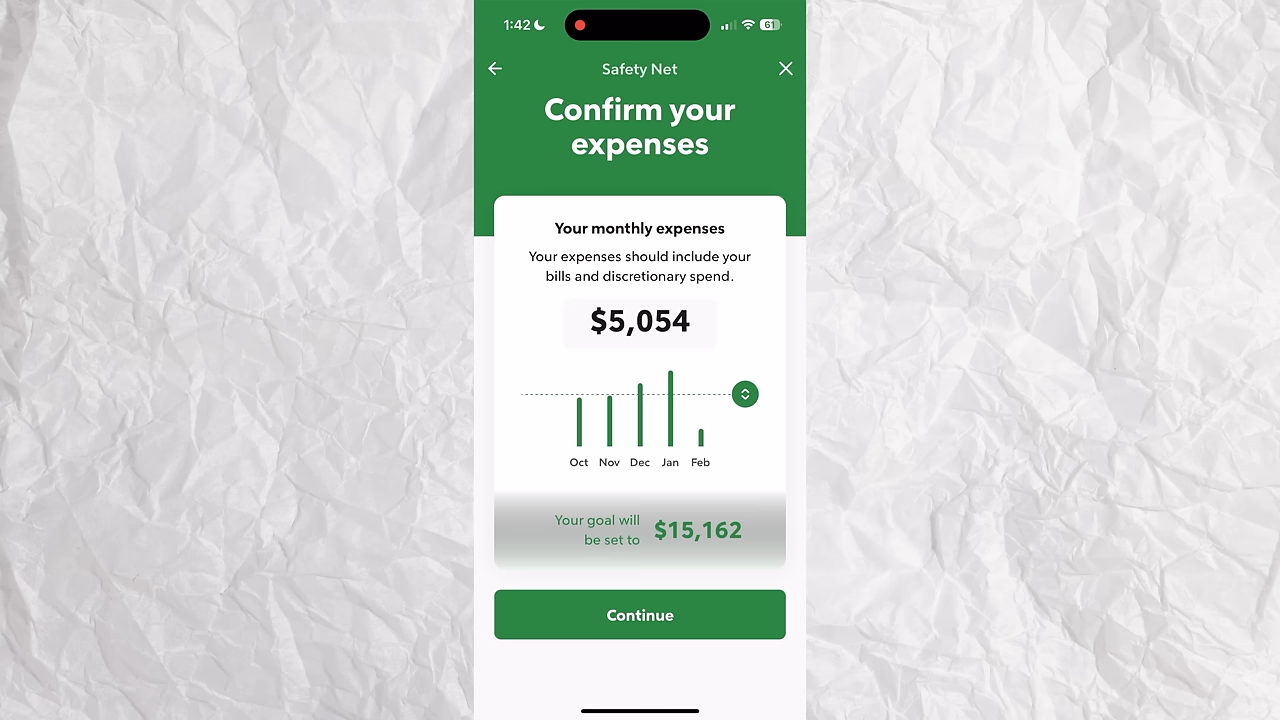 1:42
61
Safety Net
Confirm your
expenses
Your monthly expenses
Your expenses should include your
bills and discretionary spend.
$5,054
Oct Nov Dec Jan Feb
Your goal will
be set to
$15,162
Continue